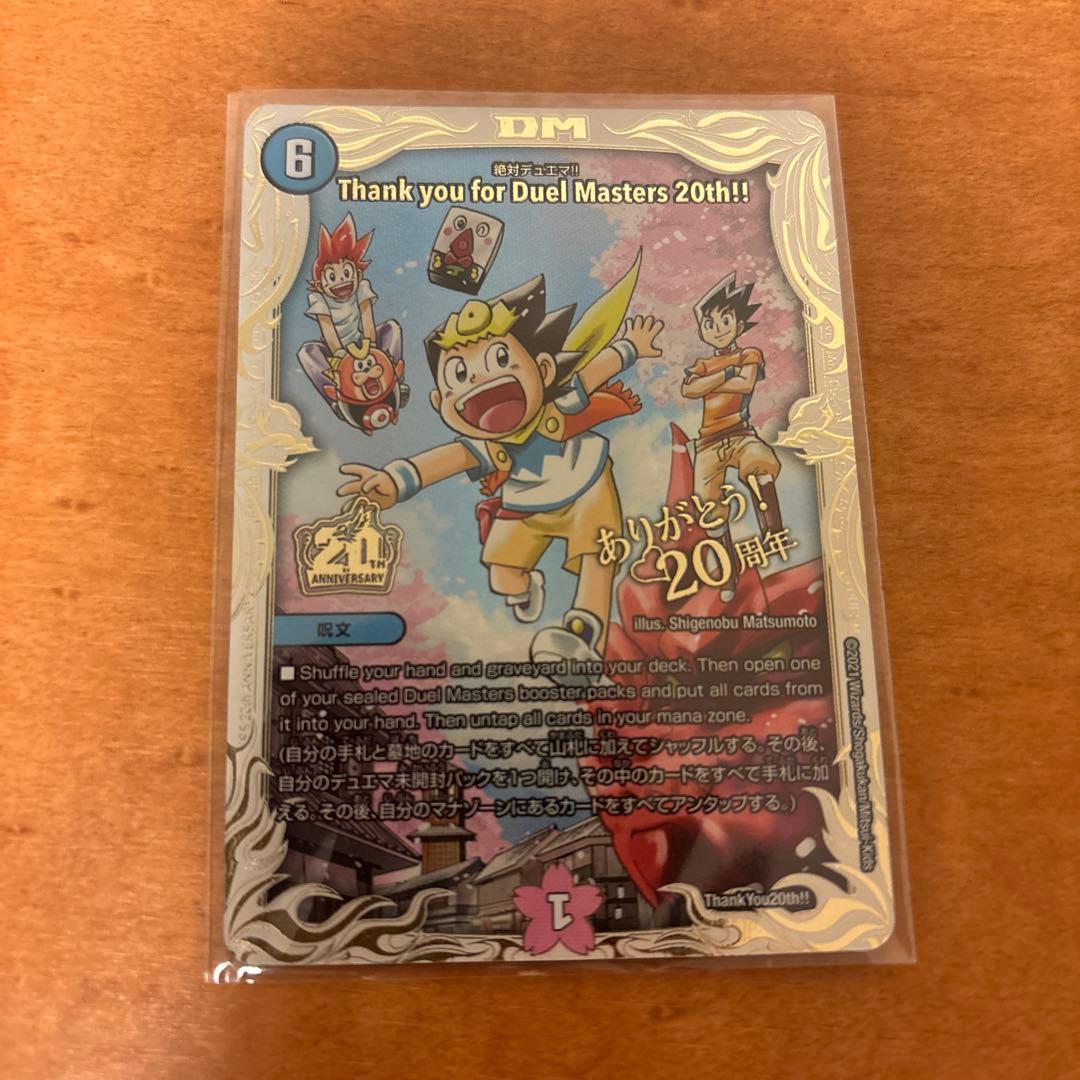 DM
6
絶対デュエマ!!
Thank you for Duel Masters 20th!!
ありがとう!
20周年
20TH
ANNIVERSARY
illus. Shigenobu Matsumoto
呪文
■ Shuffle your hand and graveyard into your deck. Then open one
of your sealed Duel Masters booster packs and put all cards from
it into your hand. Then untap all cards in your mana zone.
(自分の手札と墓地のカードをすべて山札に加えてシャッフルする。その後、
自分のデュエマ未開封パックを1つ開け、その中のカードをすべて手札に加
える。その後、自分のマナゾーンにあるカードをすべてアンタップする。)
©2021 Wizards/Shogakukan/Mitsui-Kids
1
ThankYou20th!!